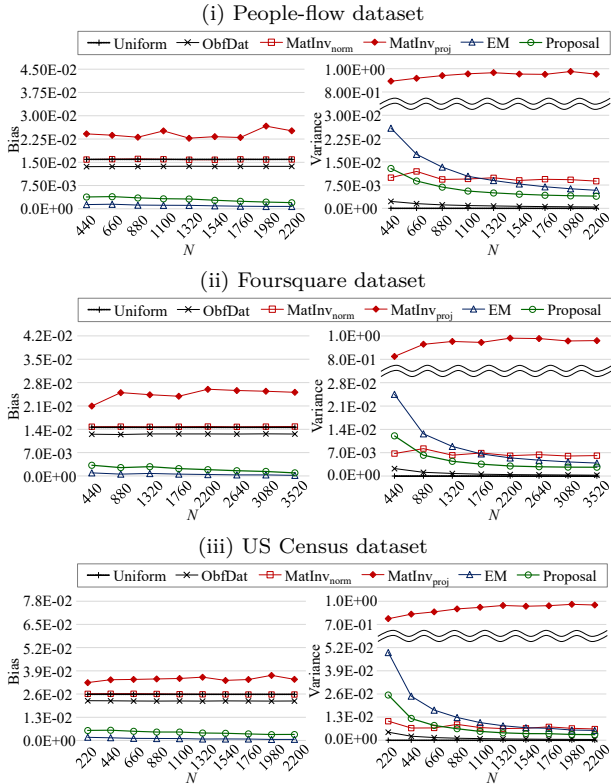 (i) People-flow dataset
Uniform ObfDat MatInvnorm MatInvproj EM Proposal
4.50E-02
3.75E-02
3.00E-02
2.25E-02
1.50E-02
7.50E-03
0.00E+00
Bias
440 660 880 1100 1320 1540 1760 1980 2200
N
1.00E+00
8.00E-01
3.00E-02
2.25E-02
1.50E-02
7.50E-03
0.00E+00
Variance
440 660 880 1100 1320 1540 1760 1980 2200
N
(ii) Foursquare dataset
Uniform ObfDat MatInvnorm MatInvproj EM Proposal
4.2E-02
3.5E-02
2.8E-02
2.1E-02
1.4E-02
7.0E-03
0.0E+00
Bias
440 880 1320 1760 2200 2640 3080 3520
N
1.0E+00
8.0E-01
2.8E-02
2.1E-02
1.4E-02
7.0E-03
0.0E+00
Variance
440 880 1320 1760 2200 2640 3080 3520
N
(iii) US Census dataset
Uniform ObfDat MatInvnorm MatInvproj EM Proposal
7.8E-02
6.5E-02
5.2E-02
3.9E-02
2.6E-02
1.3E-02
0.0E+00
Bias
220 440 660 880 1100 1320 1540 1760 1980 2200
N
1.0E+00
7.0E-01
5.2E-02
3.9E-02
2.6E-02
1.3E-02
0.0E+00
Variance
220 440 660 880 1100 1320 1540 1760 1980 2200
N